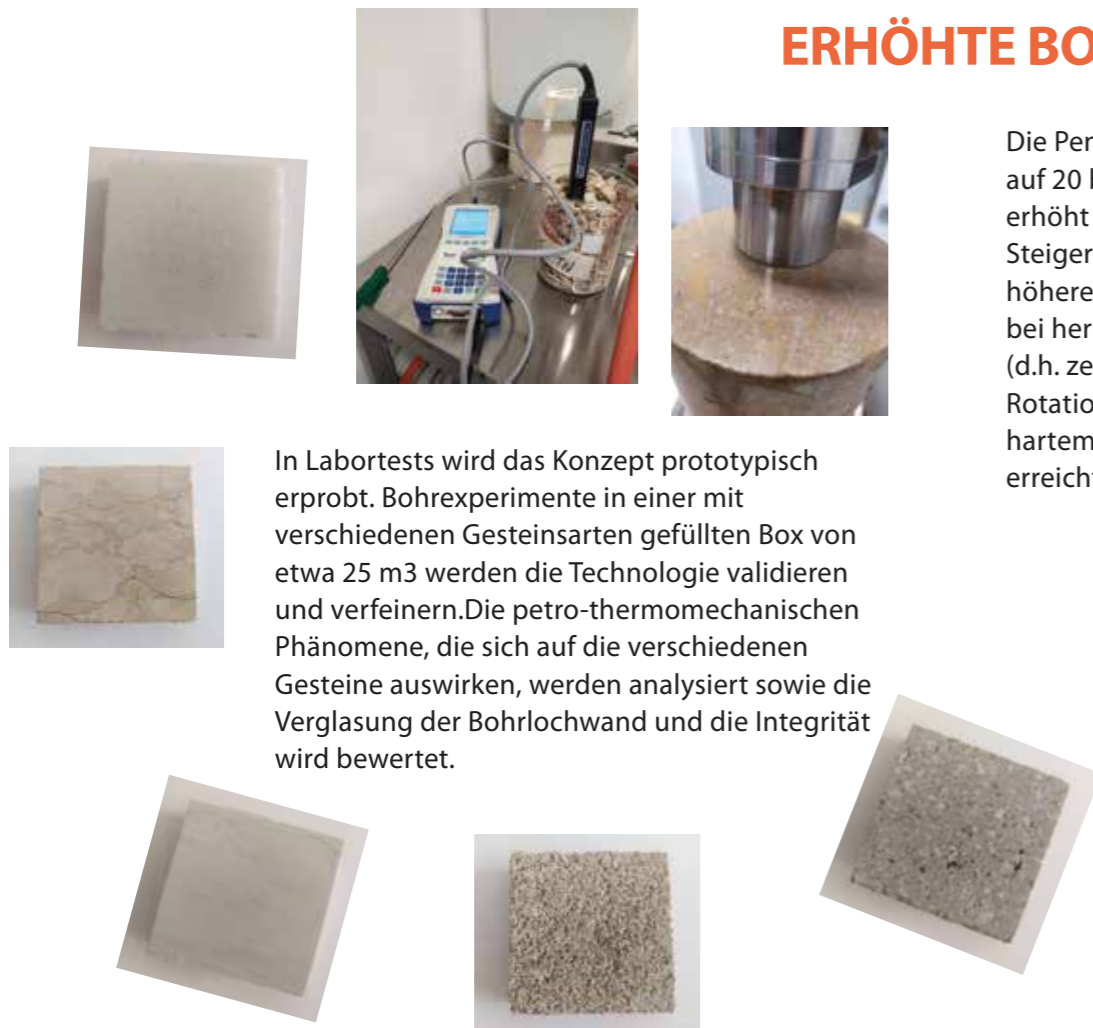 ERHÖHTE BO
Die Per
auf 20
erhöht
Steiger
höhere
bei her
(d.h. ze
Rotatio
hartem
erreich
In Labortests wird das Konzept prototypisch
erprobt. Bohrexperimente in einer mit
verschiedenen Gesteinsarten gefüllten Box von
etwa 25 m3 werden die Technologie validieren
und verfeinern.Die petro-thermomechanischen
Phänomene, die sich auf die verschiedenen
Gesteine auswirken, werden analysiert sowie die
Verglasung der Bohrlochwand und die Integrität
wird bewertet.